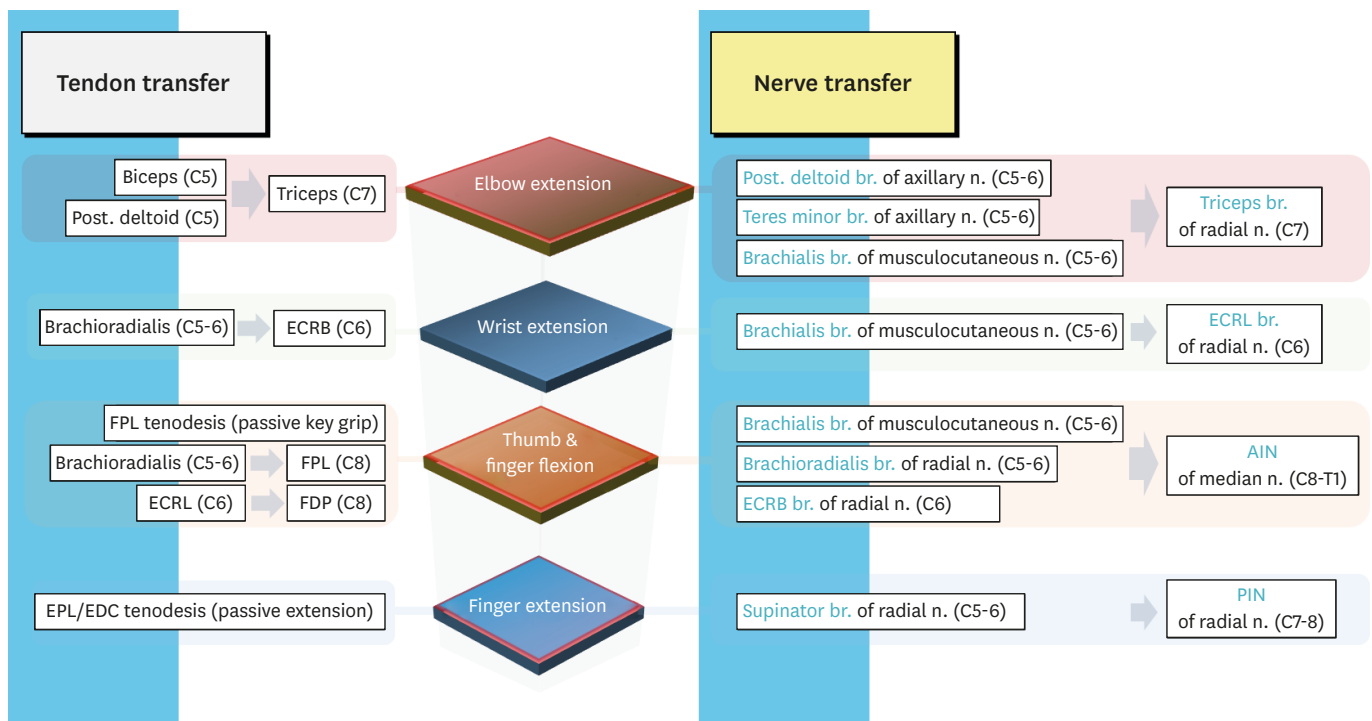 Tendon transfer
Nerve transfer
Biceps (C5)
Post. deltoid (C5)
Triceps (C7)
Elbow extension
Post. deltoid br. of axillary n. (C5-6)
Teres minor br. of axillary n. (C5-6)
Brachialis br. of musculocutaneous n. (C5-6)
Triceps br.
of radial n. (C7)
Brachioradialis (C5-6)
ECRB (C6)
Wrist extension
Brachialis br. of musculocutaneous n. (C5-6)
ECRL br.
of radial n. (C6)
FPL tenodesis (passive key grip)
Brachioradialis (C5-6)
FPL (C8)
ECRL (C6)
FDP (C8)
Thumb &
finger flexion
Brachialis br. of musculocutaneous n. (C5-6)
Brachioradialis br. of radial n. (C5-6)
ECRB br. of radial n. (C6)
AIN
of median n. (C8-T1)
EPL/EDC tenodesis (passive extension)
Finger extension
Supinator br. of radial n. (C5-6)
PIN
of radial n. (C7-8)